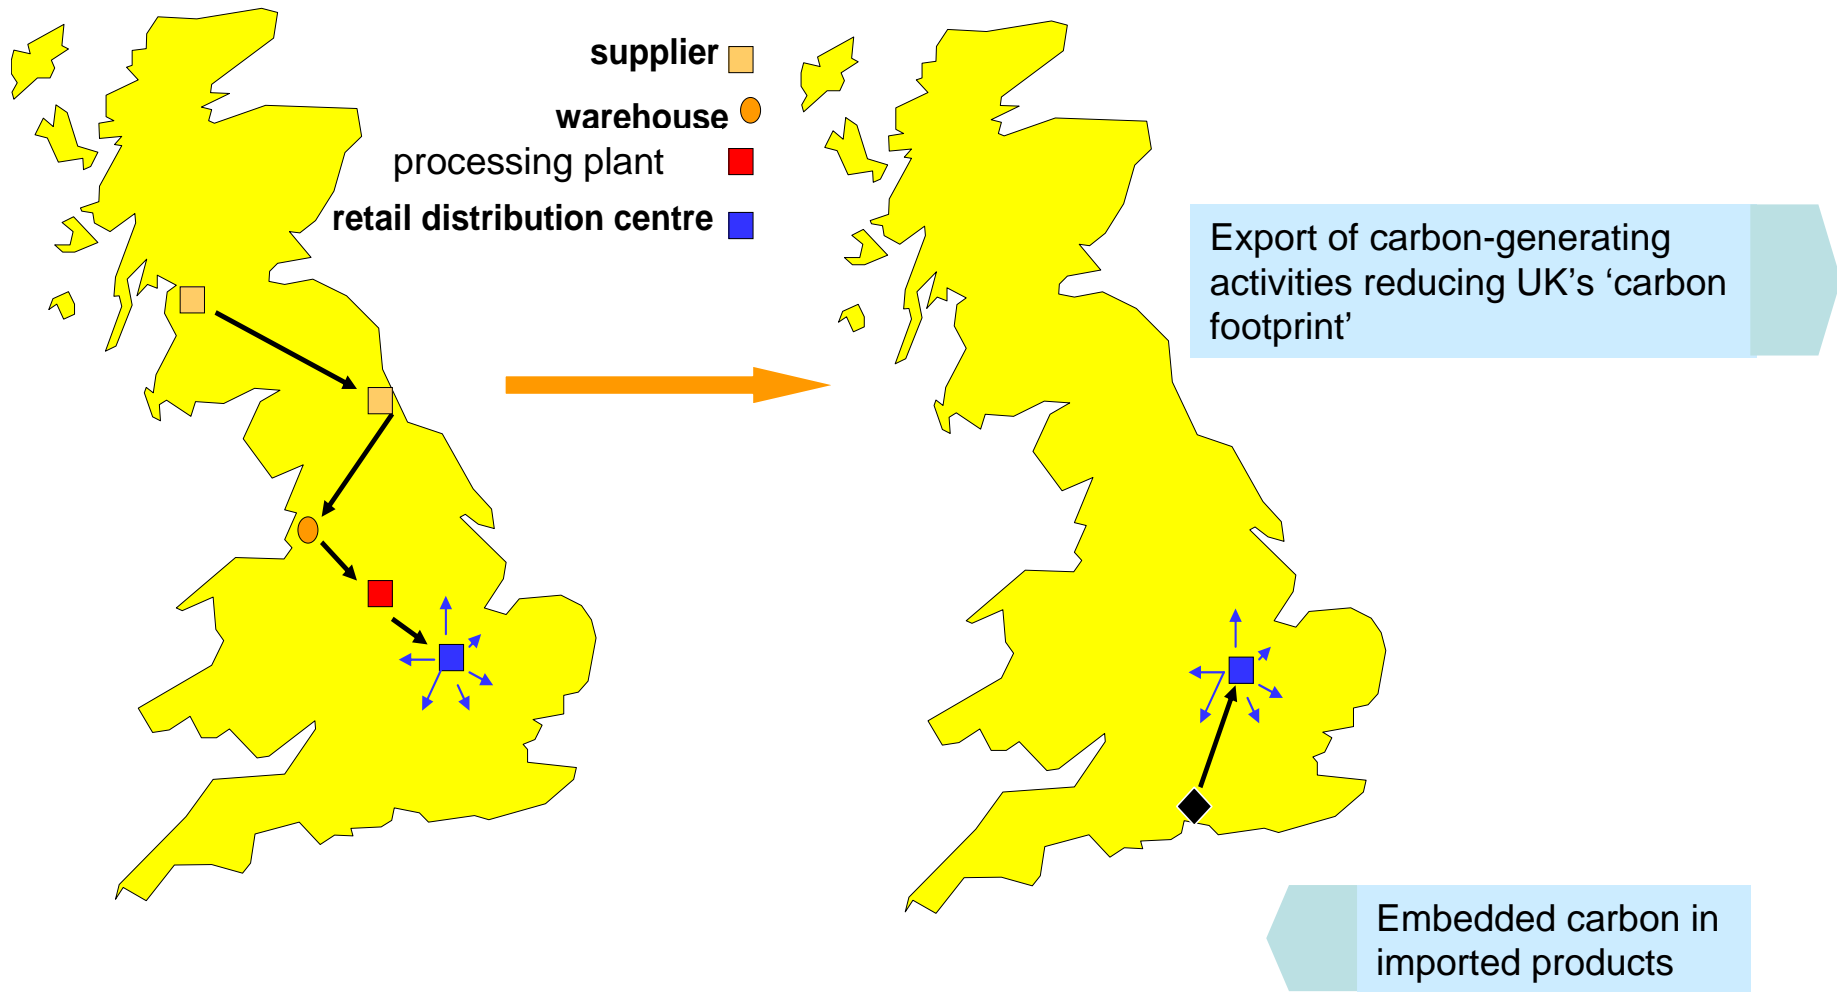 supplier
warehouse
processing plant
retail distribution centre
Export of carbon-generating
activities reducing UK's ‘carbon
footprint’
Embedded carbon in
imported products